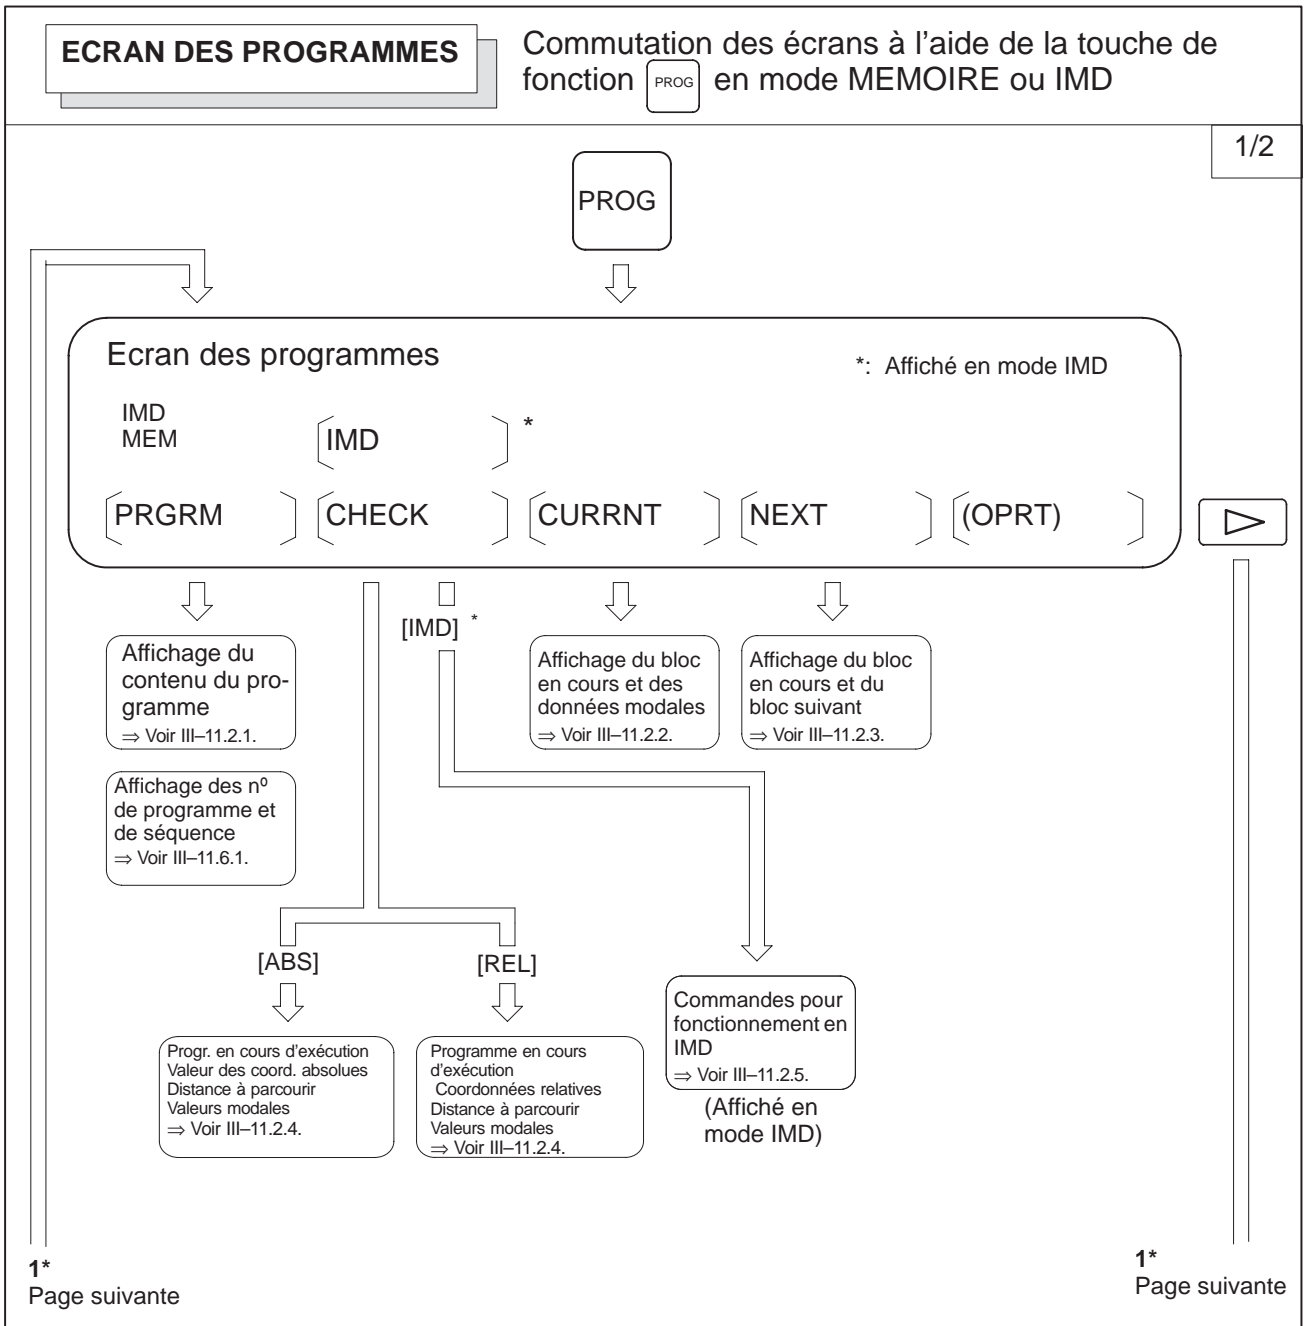 ECRAN DES PROGRAMMES
Commutation des écrans à l'aide de la touche de
fonction PROG en mode MEMOIRE ou IMD
1/2
PROG
Ecran des programmes
*: Affiché en mode IMD
IMD
MEM
[IMD] *
[PRGRM] [CHECK] [CURRNT] [NEXT] [(OPRT)]
[IMD] *
Affichage du
contenu du pro-
gramme
⇒ Voir III–11.2.1.
Affichage du bloc
en cours et des
données modales
⇒ Voir III–11.2.2.
Affichage du bloc
en cours et du
bloc suivant
⇒ Voir III–11.2.3.
Affichage des nº
de programme et
de séquence
⇒ Voir III–11.6.1.
[ABS]
[REL]
Progr. en cours d'exécution
Valeur des coord. absolues
Distance à parcourir
Valeurs modales
⇒ Voir III–11.2.4.
Programme en cours
d'exécution
Coordonnées relatives
Distance à parcourir
Valeurs modales
⇒ Voir III–11.2.4.
Commandes pour
fonctionnement en
IMD
⇒ Voir III–11.2.5.
(Affiché en
mode IMD)
1*
Page suivante
1*
Page suivante